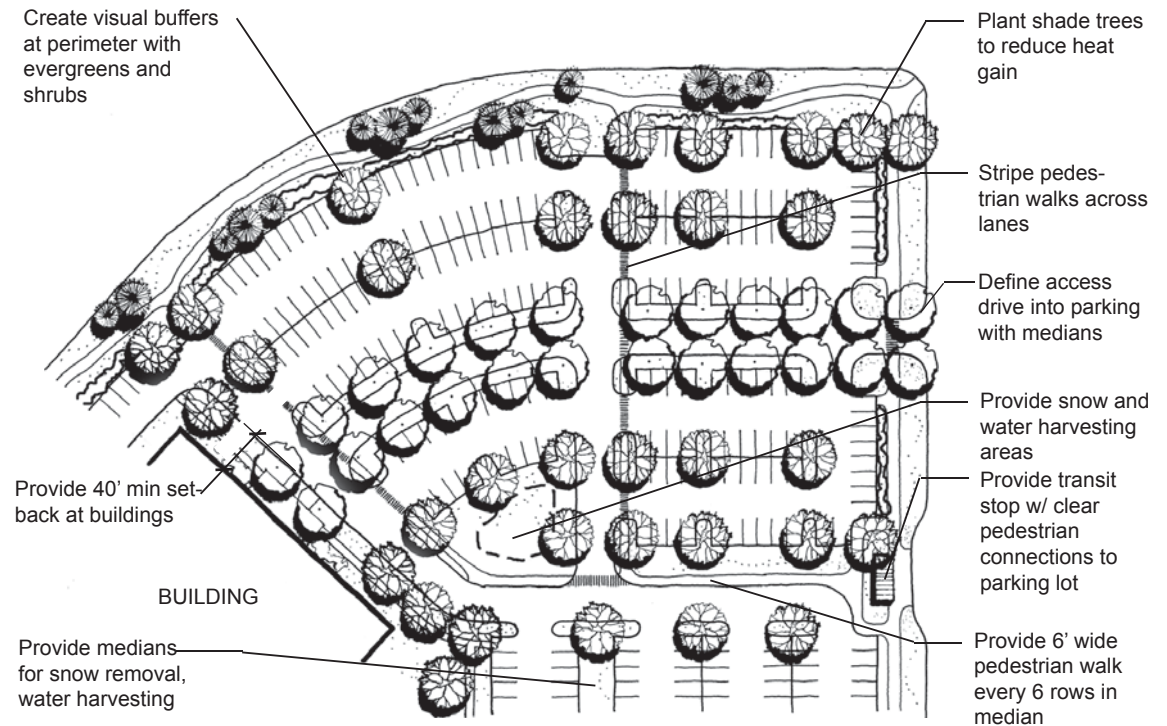 Create visual buffers
at perimeter with
evergreens and
shrubs
Plant shade trees
to reduce heat
gain
Stripe pedes-
trian walks across
lanes
Define access
drive into parking
with medians
Provide snow and
water harvesting
areas
Provide 40' min set-
back at buildings
Provide transit
stop w/ clear
pedestrian
connections to
parking lot
BUILDING
Provide medians
for snow removal,
water harvesting
Provide 6' wide
pedestrian walk
every 6 rows in
median